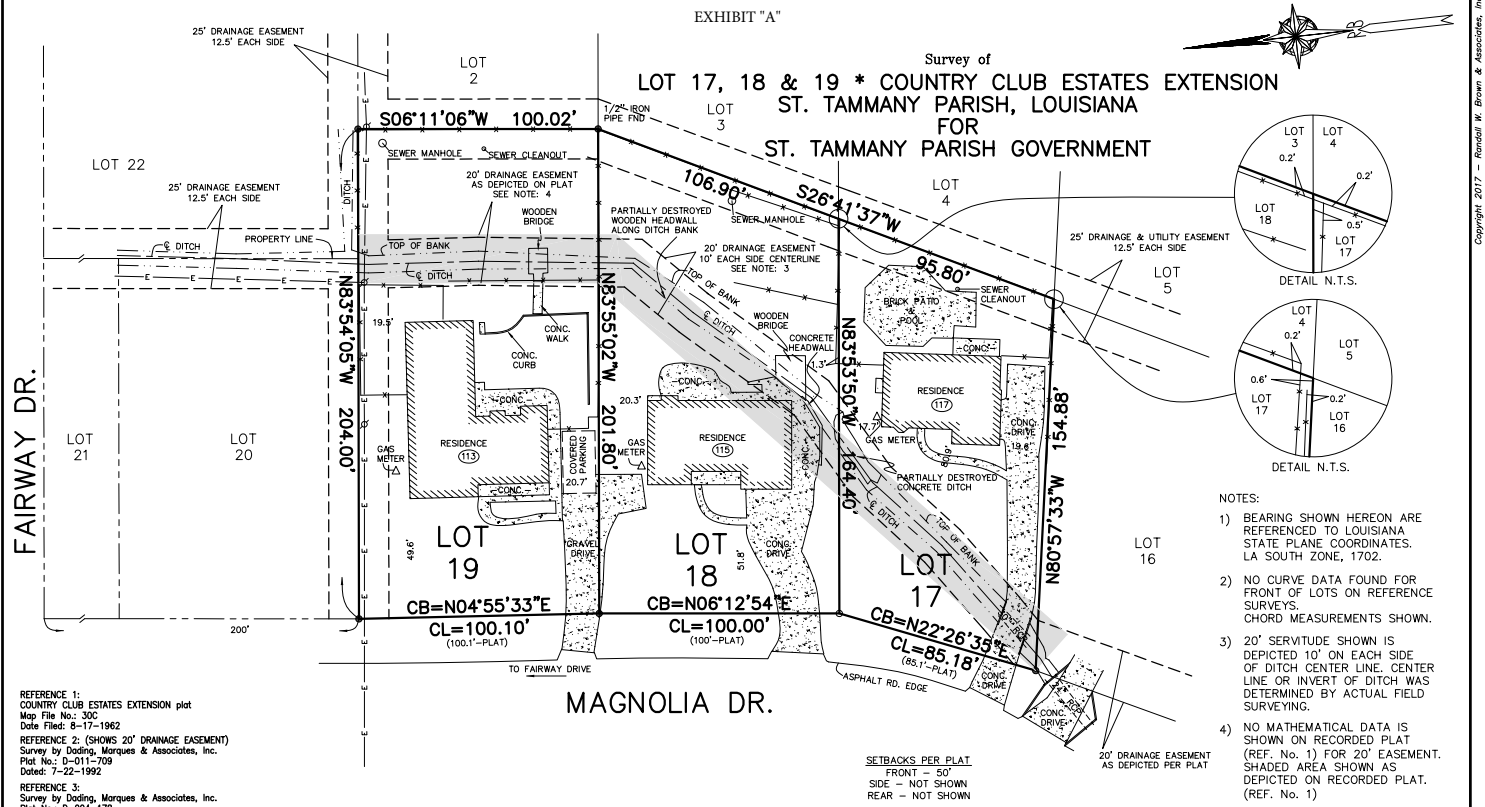 EXHIBIT "A"
Survey of
LOT 17, 18 & 19 * COUNTRY CLUB ESTATES EXTENSION
ST. TAMMANY PARISH, LOUISIANA
FOR
ST. TAMMANY PARISH GOVERNMENT
Copyright 2017 - Randall W. Brown & Associates, Inc
25' DRAINAGE EASEMENT
12.5' EACH SIDE
LOT
2
LOT
3
1/2" IRON
PIPE FND
S06°11'06"W 100.02'
SEWER MANHOLE
SEWER CLEANOUT
LOT 22
DITCH
20' DRAINAGE EASEMENT
AS DEPICTED ON PLAT
SEE NOTE: 4
25' DRAINAGE EASEMENT
12.5' EACH SIDE
WOODEN
BRIDGE
PARTIALLY DESTROYED
WOODEN HEADWALL
ALONG DITCH BANK
106.90'
S26°41'37"W
SEWER MANHOLE
LOT
4
25' DRAINAGE & UTILITY EASEMENT
12.5' EACH SIDE
LOT
5
PROPERTY LINE
℄ DITCH
TOP OF BANK
℄ DITCH
20' DRAINAGE EASEMENT
10' EACH SIDE CENTERLINE
SEE NOTE: 3
TOP OF BANK
℄ DITCH
95.80'
SEWER
CLEANOUT
BRICK PATIO
&
POOL
N83°54'05"W 204.00'
19.5'
CONC.
WALK
CONC.
CURB
N83°55'02"W 201.80'
WOODEN
BRIDGE
CONCRETE
HEADWALL
1.3'
N83°53'50"W 164.40'
CONC.
RESIDENCE
117
CONC.
DRIVE
19.8'
N80°57'33"W 154.88'
17.7'
GAS METER
80.9'
CONC.
20.3'
CONC.
RESIDENCE
113
GAS
METER
CONC.
COVERED
PARKING
20.7'
GAS
METER
RESIDENCE
115
CONC.
PARTIALLY DESTROYED
CONCRETE DITCH
℄ DITCH
TOP OF BANK
FAIRWAY DR.
LOT
21
LOT
20
LOT
19
49.6'
GRAVEL
DRIVE
LOT
18
51.8'
CONC.
DRIVE
LOT
17
LOT
16
CB=N04°55'33"E
CL=100.10'
(100.1'-PLAT)
CB=N06°12'54"E
CL=100.00'
(100'-PLAT)
CB=N22°26'35"E
CL=85.18'
(85.1'-PLAT)
200'
TO FAIRWAY DRIVE
MAGNOLIA DR.
ASPHALT RD. EDGE
CONC.
DRIVE
CONC.
DRIVE
24" RCP
20' DRAINAGE EASEMENT
AS DEPICTED PER PLAT
SETBACKS PER PLAT
FRONT - 50'
SIDE - NOT SHOWN
REAR - NOT SHOWN
LOT
3
LOT
4
0.2'
0.2'
LOT
18
0.5'
LOT
17
DETAIL N.T.S.
LOT
4
0.2'
LOT
5
0.6'
LOT
17
0.2'
LOT
16
DETAIL N.T.S.
NOTES:
1) BEARING SHOWN HEREON ARE
REFERENCED TO LOUISIANA
STATE PLANE COORDINATES.
LA SOUTH ZONE, 1702.
2) NO CURVE DATA FOUND FOR
FRONT OF LOTS ON REFERENCE
SURVEYS.
CHORD MEASUREMENTS SHOWN.
3) 20' SERVITUDE SHOWN IS
DEPICTED 10' ON EACH SIDE
OF DITCH CENTER LINE. CENTER
LINE OR INVERT OF DITCH WAS
DETERMINED BY ACTUAL FIELD
SURVEYING.
4) NO MATHEMATICAL DATA IS
SHOWN ON RECORDED PLAT
(REF. No. 1) FOR 20' EASEMENT.
SHADED AREA SHOWN AS
DEPICTED ON RECORDED PLAT.
(REF. No. 1)
REFERENCE 1:
COUNTRY CLUB ESTATES EXTENSION plat
Map File No.: 30C
Date Filed: 8-17-1962
REFERENCE 2: (SHOWS 20' DRAINAGE EASEMENT)
Survey by Dading, Marques & Associates, Inc.
Plat No.: D-011-709
Dated: 7-22-1992
REFERENCE 3:
Survey by Dading, Marques & Associates, Inc.